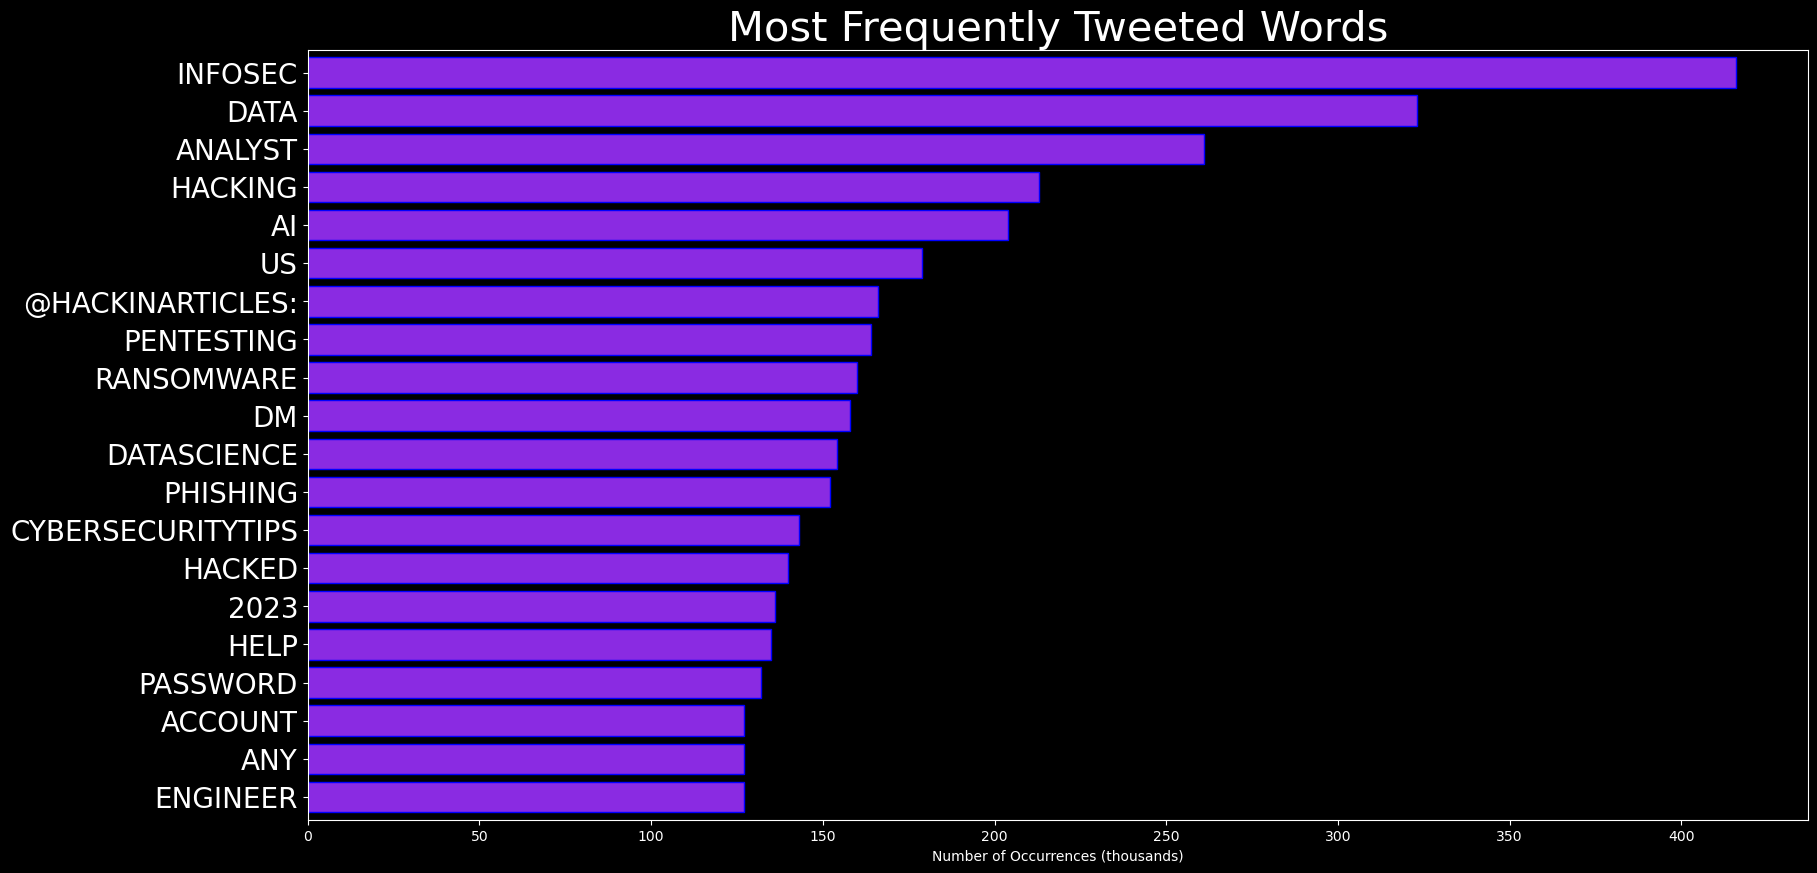 Most Frequently Tweeted Words
INFOSEC
DATA
ANALYST
HACKING
AI
US
@HACKINARTICLES:
PENTESTING
RANSOMWARE
DM
DATASCIENCE
PHISHING
CYBERSECURITYTIPS
HACKED
2023
HELP
PASSWORD
ACCOUNT
ANY
ENGINEER
0 50 100 150 200 250 300 350 400
Number of Occurrences (thousands)